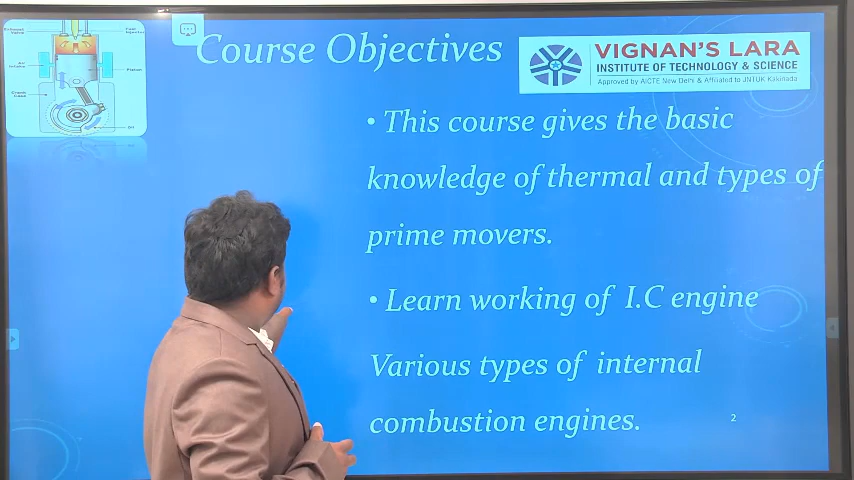 Course Objectives
VIGNAN'S LARA
INSTITUTE OF TECHNOLOGY & SCIENCE
Approved by AICTE New Delhi & Affiliated to JNTUK Kakinada
• This course gives the basic
knowledge of thermal and types of
prime movers.
• Learn working of I.C engine
Various types of internal
combustion engines.
2